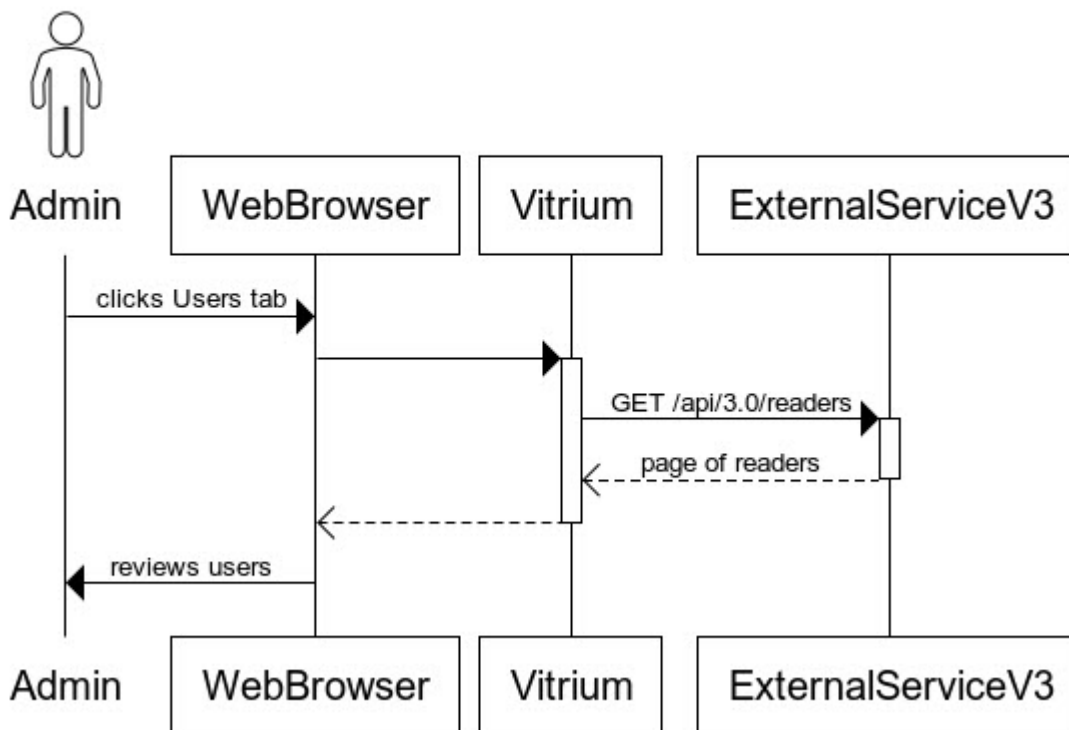 Admin
WebBrowser
Vitrium
ExternalServiceV3
clicks Users tab
GET /api/3.0/readers
page of readers
reviews users
Admin
WebBrowser
Vitrium
ExternalServiceV3